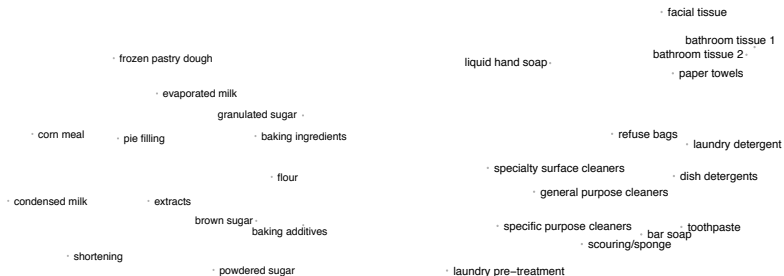 facial tissue
bathroom tissue 1
bathroom tissue 2
frozen pastry dough
liquid hand soap
paper towels
evaporated milk
granulated sugar
corn meal
pie filling
baking ingredients
refuse bags
laundry detergent
specialty surface cleaners
flour
dish detergents
general purpose cleaners
condensed milk
extracts
brown sugar
baking additives
specific purpose cleaners
toothpaste
bar soap
scouring/sponge
shortening
powdered sugar
laundry pre–treatment